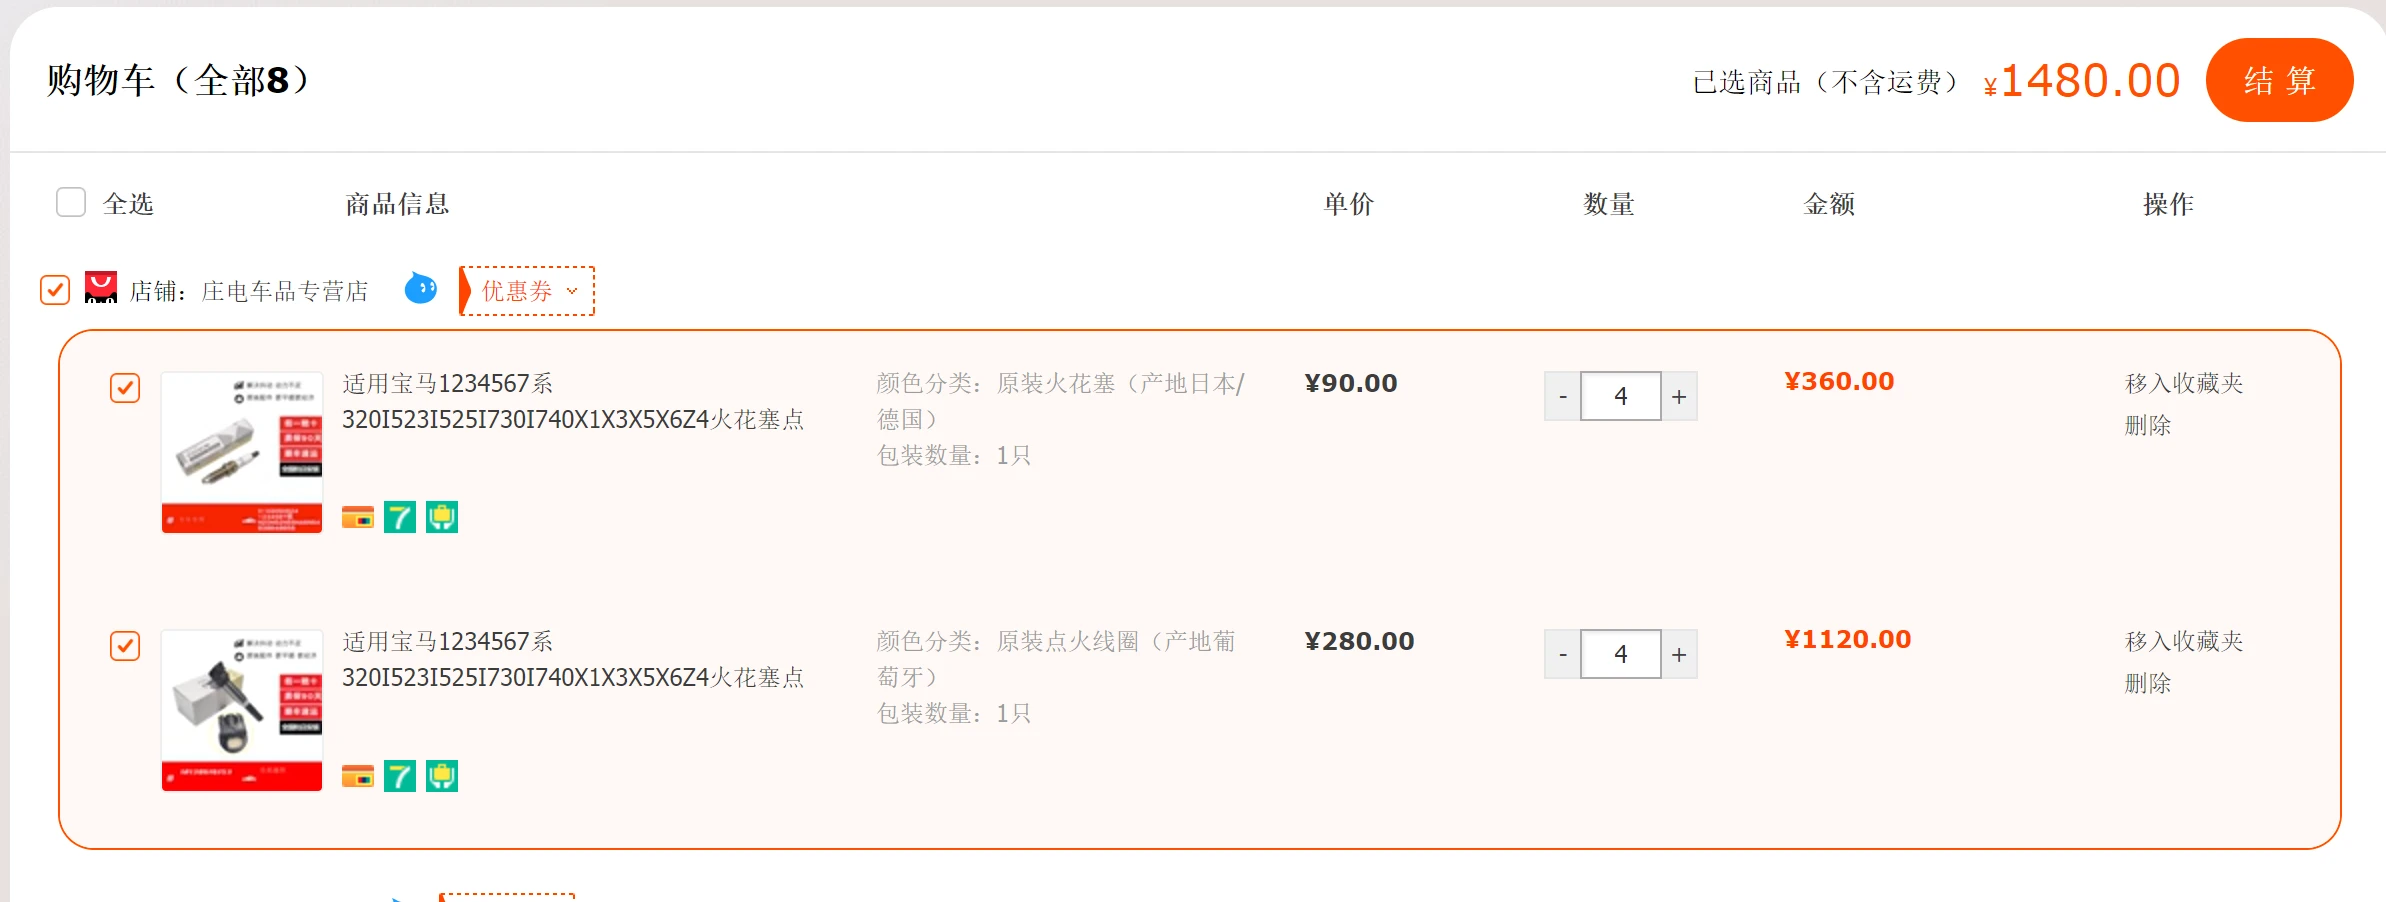 购物车（全部8）
已选商品（不含运费） ¥1480.00 结 算
全选 商品信息 单价 数量 金额 操作
店铺：庄电车品专营店 优惠券
适用宝马1234567系
320I523I525I730I740X1X3X5X6Z4火花塞点
颜色分类：原装火花塞（产地日本/
德国）
包装数量：1只
¥90.00
- 4 +
¥360.00
移入收藏夹
删除
7
适用宝马1234567系
320I523I525I730I740X1X3X5X6Z4火花塞点
颜色分类：原装点火线圈（产地葡
萄牙）
包装数量：1只
¥280.00
- 4 +
¥1120.00
移入收藏夹
删除
7